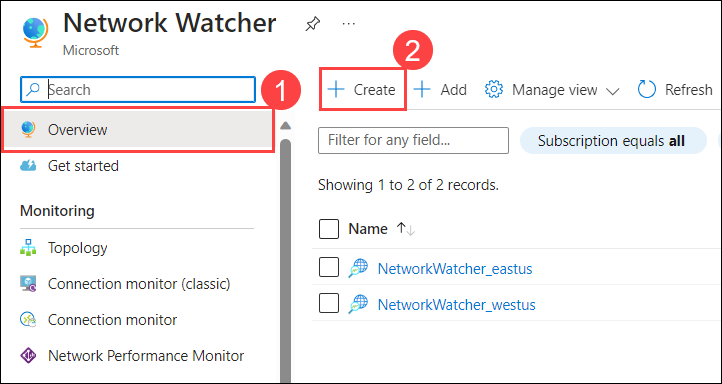 Network Watcher
Microsoft
Search
1
Overview
Get started
Monitoring
Topology
Connection monitor (classic)
Connection monitor
Network Performance Monitor
2
Create Add Manage view Refresh
Filter for any field... Subscription equals all
Showing 1 to 2 of 2 records.
Name
NetworkWatcher_eastus
NetworkWatcher_westus